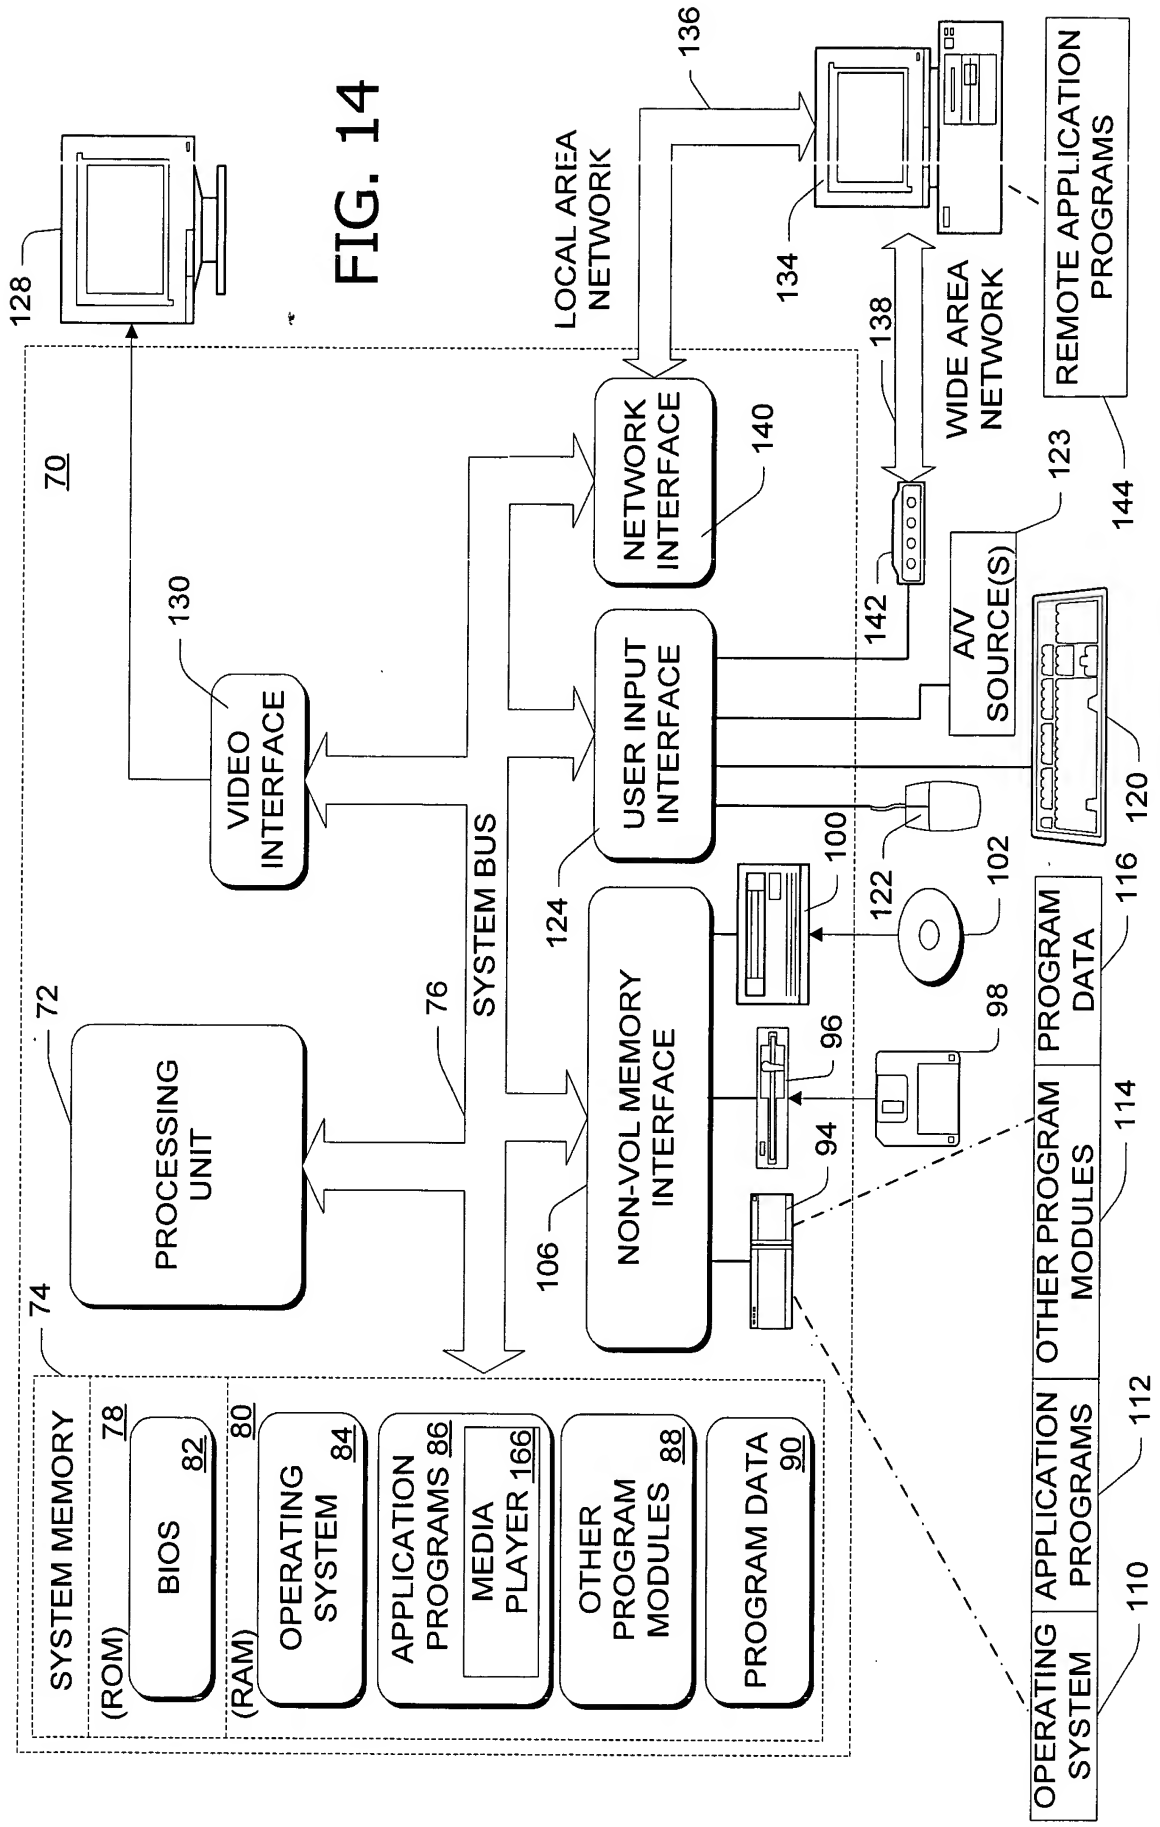 FIG. 14
70
74
SYSTEM MEMORY
(ROM) 78
BIOS
82
(RAM) 80
OPERATING
SYSTEM 84
APPLICATION
PROGRAMS 86
MEDIA
PLAYER 166
OTHER
PROGRAM
MODULES 88
PROGRAM DATA
90
72
PROCESSING
UNIT
76
SYSTEM BUS
VIDEO
INTERFACE
130
128
106
NON-VOL MEMORY
INTERFACE
124
USER INPUT
INTERFACE
NETWORK
INTERFACE
140
LOCAL AREA
NETWORK
136
134
138
WIDE AREA
NETWORK
142
94
96
98
100
102
122
120
A/V
SOURCE(S)
123
REMOTE APPLICATION
PROGRAMS
144
OPERATING
SYSTEM
110
APPLICATION
PROGRAMS
112
OTHER PROGRAM
MODULES
114
PROGRAM
DATA
116